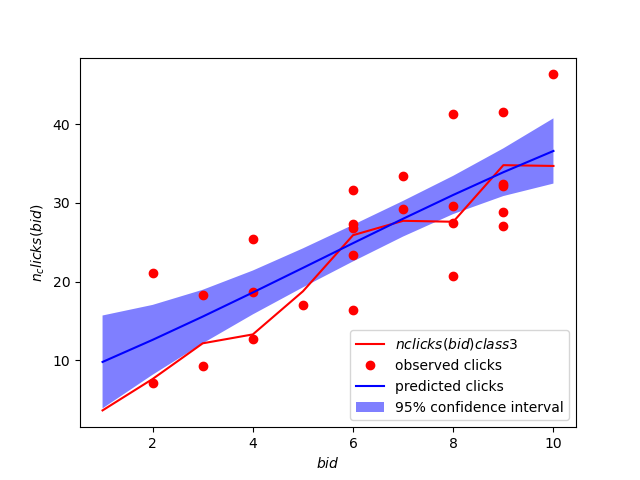 n_clicks(bid)
40
30
20
10
2
4
6
8
10
bid
nclicks(bid)class3
observed clicks
predicted clicks
95% confidence interval